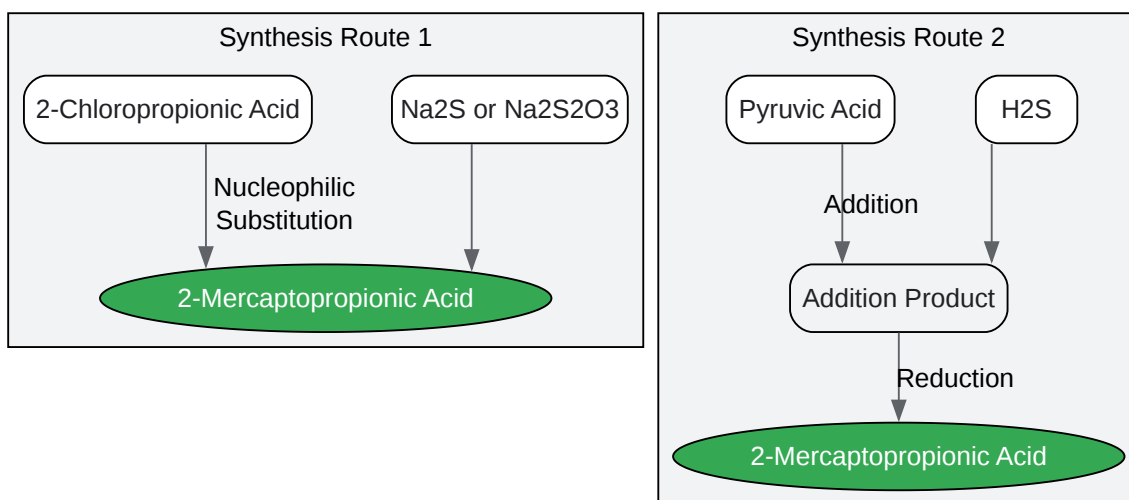 Synthesis Route 1
2-Chloropropionic Acid
Na2S or Na2S2O3
Nucleophilic
Substitution
2-Mercaptopropionic Acid
Synthesis Route 2
Pyruvic Acid
H2S
Addition
Addition Product
Reduction
2-Mercaptopropionic Acid